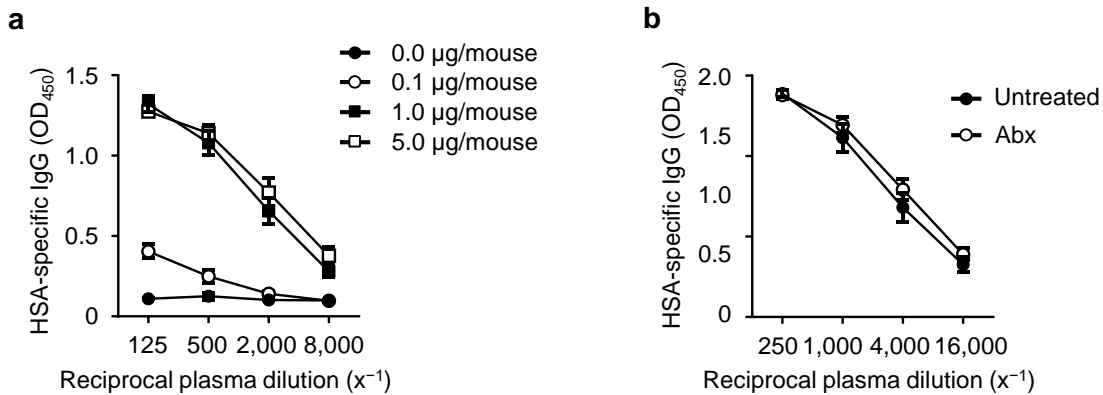 a
HSA-specific IgG (OD450)
1.5
1.0
0.5
0
125 500 2,000 8,000
Reciprocal plasma dilution (x⁻¹)
0.0 µg/mouse
0.1 µg/mouse
1.0 µg/mouse
5.0 µg/mouse
b
HSA-specific IgG (OD450)
2.0
1.5
1.0
0.5
0
250 1,000 4,000 16,000
Reciprocal plasma dilution (x⁻¹)
Untreated
Abx